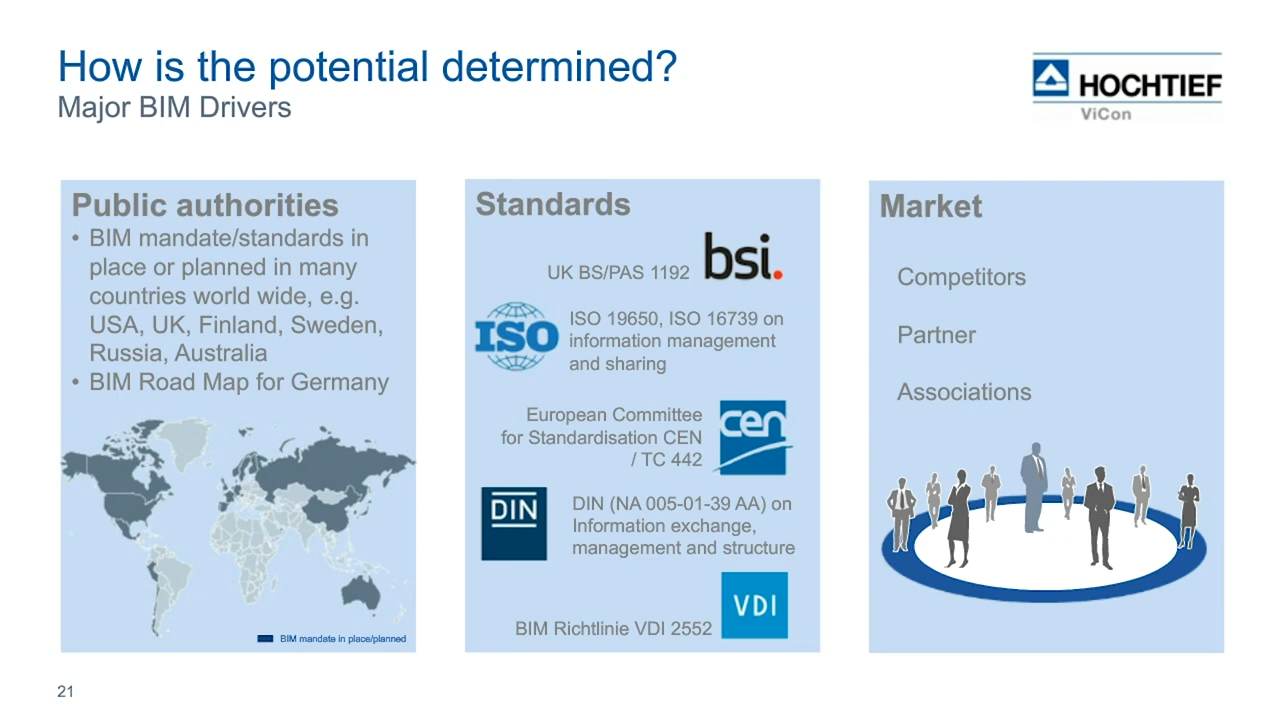 How is the potential determined?
Major BIM Drivers
HOCHTIEF
ViCon
Public authorities
• BIM mandate/standards in
place or planned in many
countries world wide, e.g.
USA, UK, Finland, Sweden,
Russia, Australia
• BIM Road Map for Germany
BIM mandate in place/planned
Standards
UK BS/PAS 1192
bsi.
ISO
ISO 19650, ISO 16739 on
information management
and sharing
European Committee
for Standardisation CEN
/ TC 442
cen
DIN
DIN (NA 005-01-39 AA) on
Information exchange,
management and structure
BIM Richtlinie VDI 2552
VDI
Market
Competitors
Partner
Associations
21